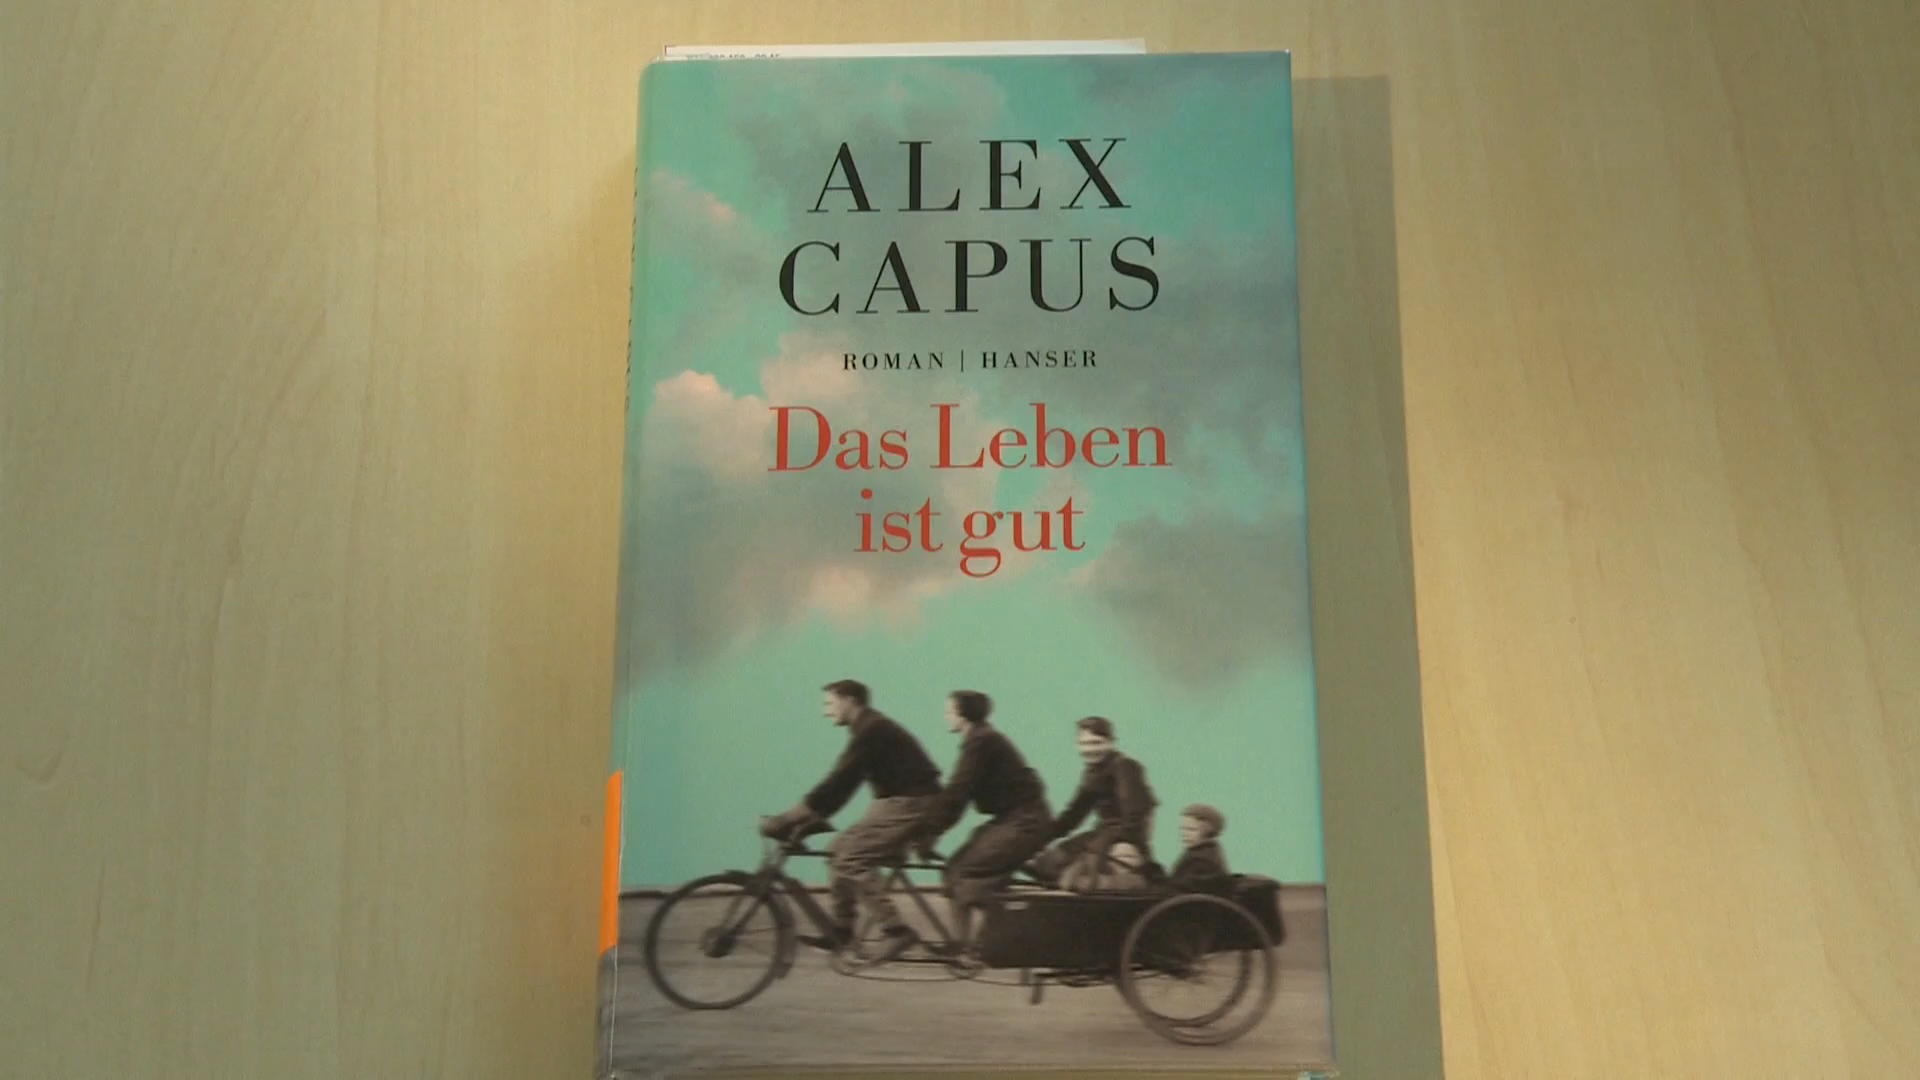 ALEX
CAPUS
ROMAN | HANSER
Das Leben
ist gut